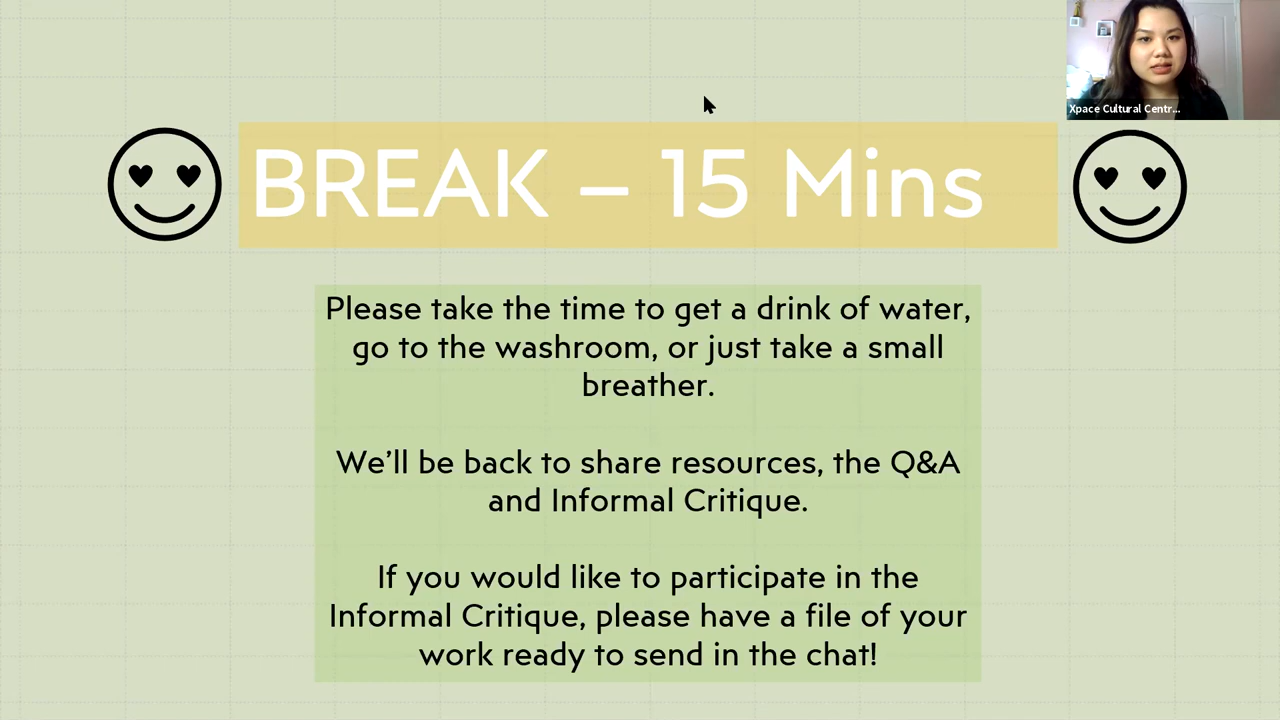 Xpace Cultural Centr...
BREAK – 15 Mins
Please take the time to get a drink of water,
go to the washroom, or just take a small
breather.
We’ll be back to share resources, the Q&A
and Informal Critique.
If you would like to participate in the
Informal Critique, please have a file of your
work ready to send in the chat!